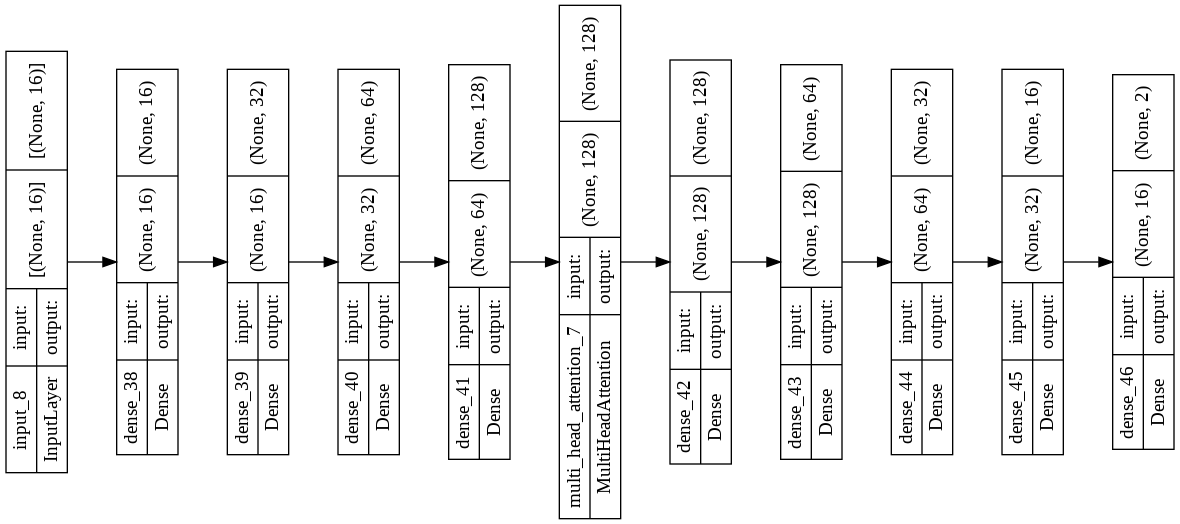 input_8
InputLayer
input:
output:
[(None, 16)]
[(None, 16)]
dense_38
Dense
input:
output:
(None, 16)
(None, 16)
dense_39
Dense
input:
output:
(None, 16)
(None, 32)
dense_40
Dense
input:
output:
(None, 32)
(None, 64)
dense_41
Dense
input:
output:
(None, 64)
(None, 128)
multi_head_attention_7
MultiHeadAttention
input:
output:
(None, 128)
(None, 128)
dense_42
Dense
input:
output:
(None, 128)
(None, 128)
dense_43
Dense
input:
output:
(None, 128)
(None, 64)
dense_44
Dense
input:
output:
(None, 64)
(None, 32)
dense_45
Dense
input:
output:
(None, 32)
(None, 16)
dense_46
Dense
input:
output:
(None, 16)
(None, 2)